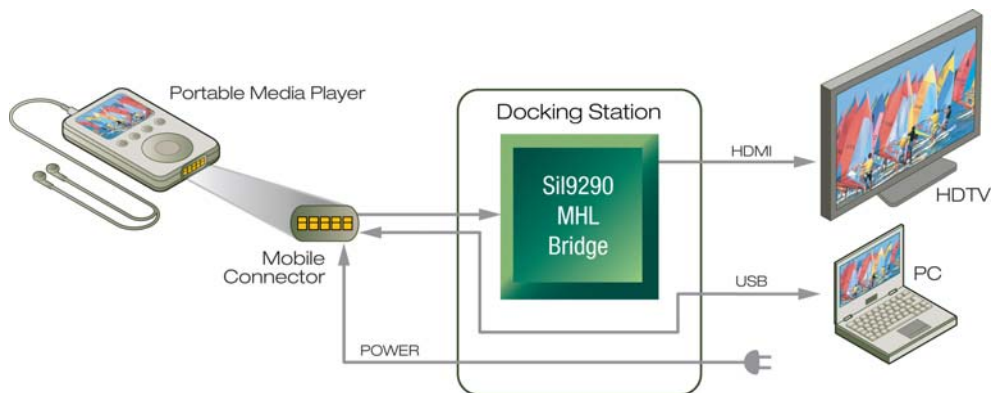 Portable Media Player
Docking Station
SiI9290
MHL
Bridge
HDMI
HDTV
Mobile
Connector
USB
PC
POWER